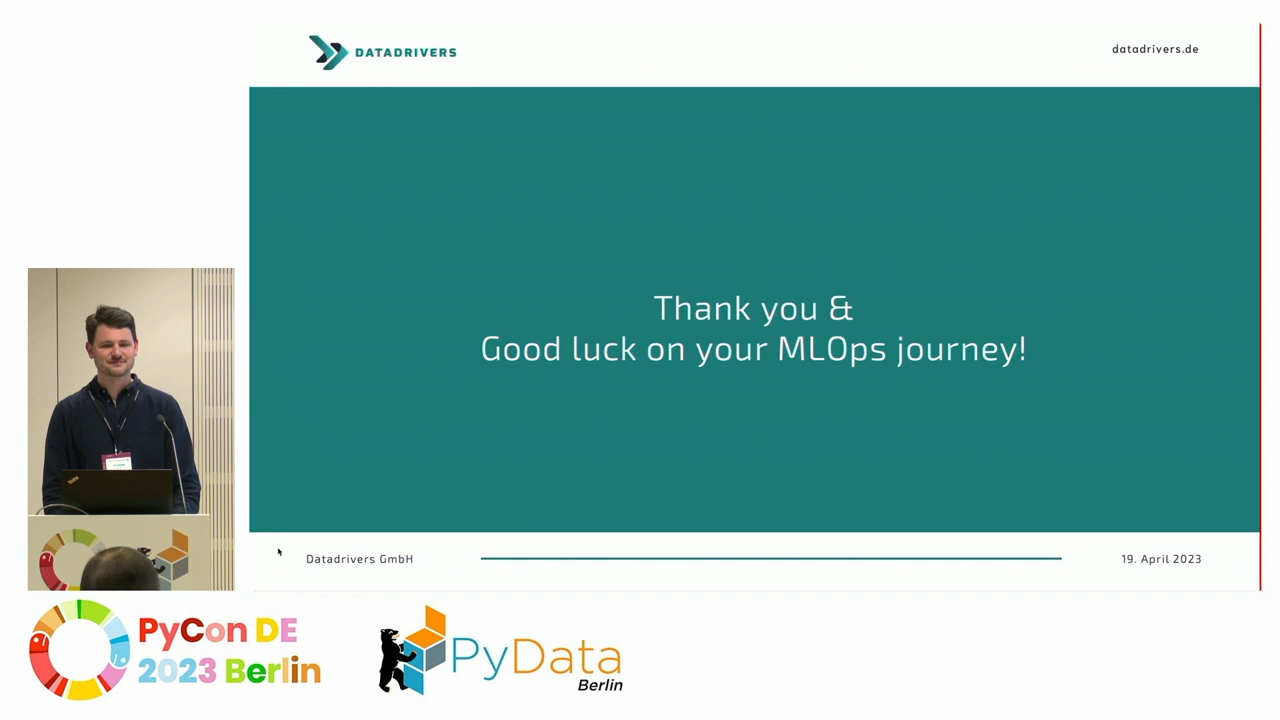 DATADRIVERS
datadrivers.de
Thank you &
Good luck on your MLOps journey!
Datadrivers GmbH
19. April 2023
PyCon DE
2023 Berlin
PyData
Berlin